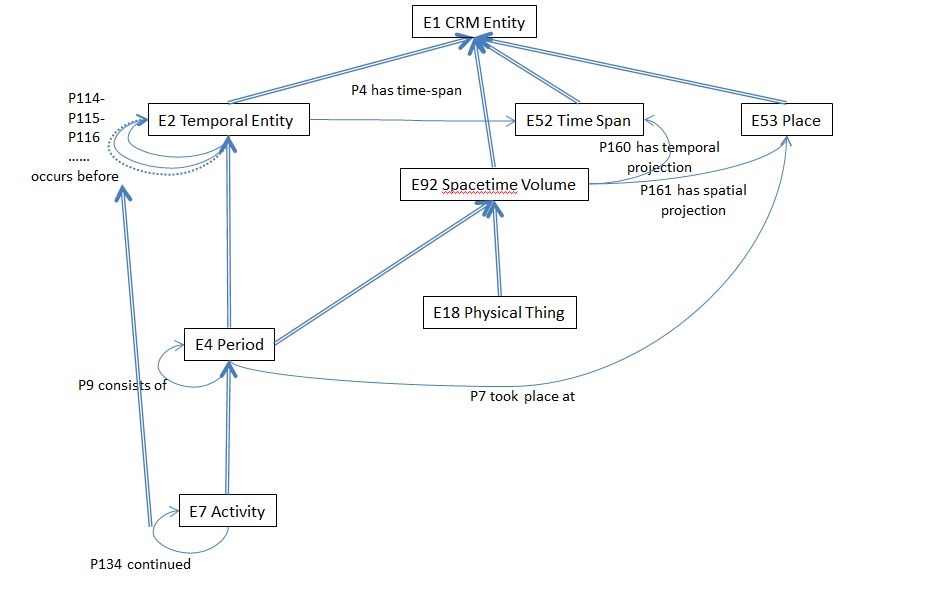 E1 CRM Entity
P4 has time-span
P114-
P115-
P116
......
occurs before
E2 Temporal Entity
E52 Time Span
E53 Place
P160 has temporal
projection
E92 Spacetime Volume
P161 has spatial
projection
E18 Physical Thing
E4 Period
P9 consists of
P7 took place at
E7 Activity
P134 continued